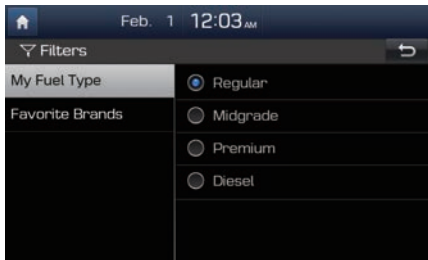 Feb. 1 12:03 AM
Filters
My Fuel Type
Favorite Brands
Regular
Midgrade
Premium
Diesel